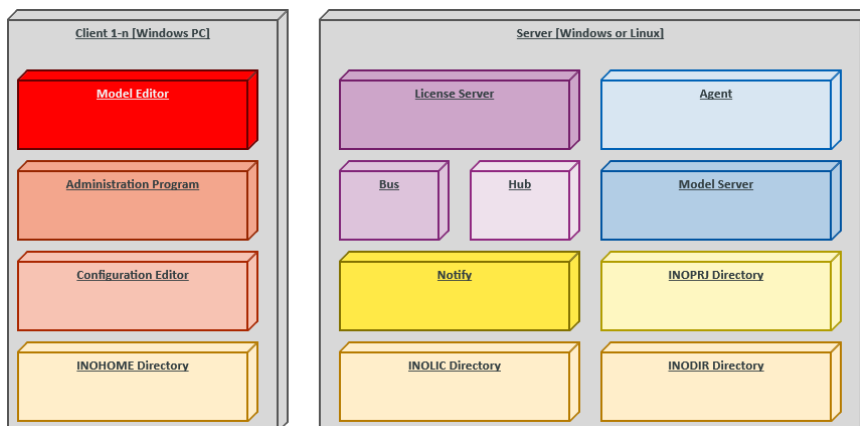 Client 1-n [Windows PC]
Model Editor
Administration Program
Configuration Editor
INOHOME Directory
Server [Windows or Linux]
License Server
Agent
Bus
Hub
Model Server
Notify
INOPRJ Directory
INOLIC Directory
INODIR Directory